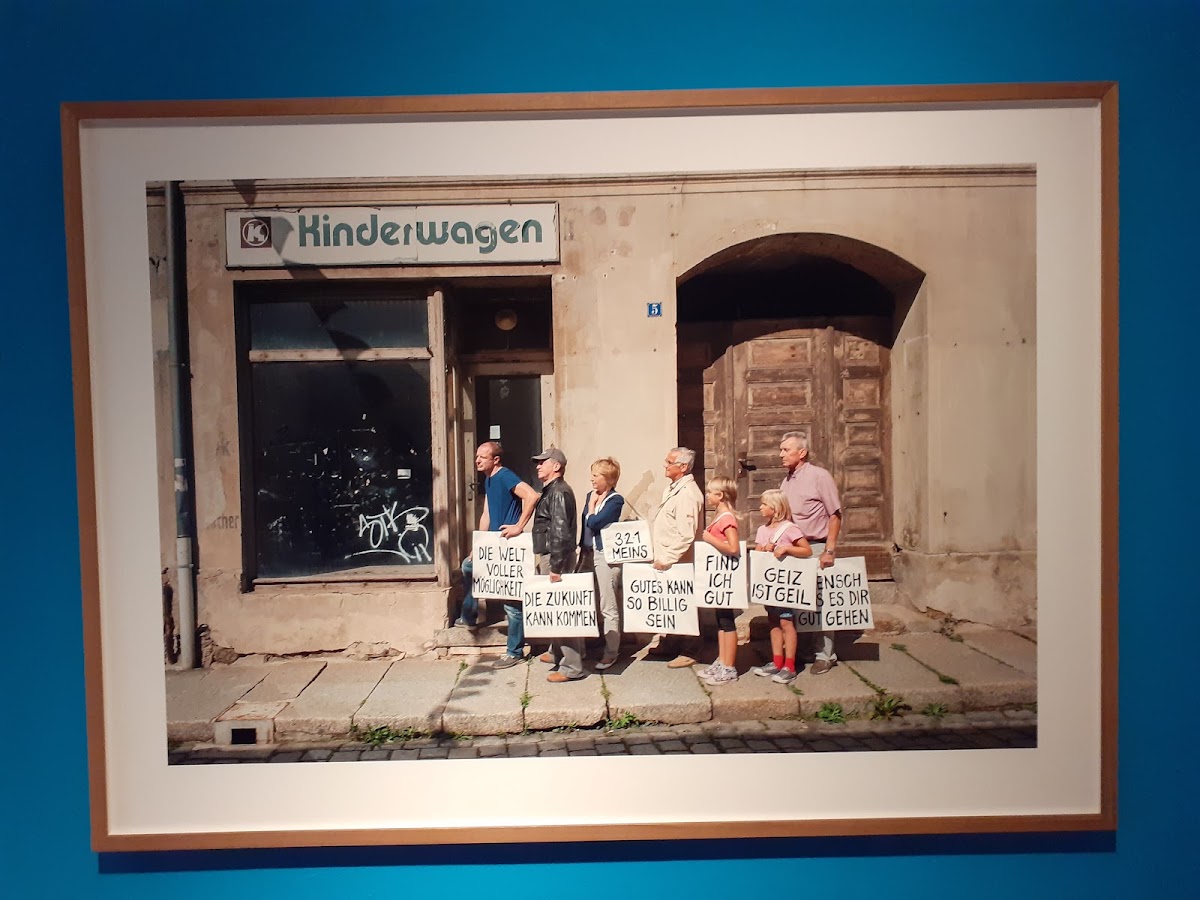 K Kinderwagen
5
DIE WELT
VOLLER
MÖGLICHKEIT
DIE ZUKUNFT
KANN KOMMEN
321
MEINS
GUTES KANN
SO BILLIG
SEIN
FIND
ICH
GUT
GEIZ
IST GEIL
ENSCH
S ES DIR
GUT GEHEN